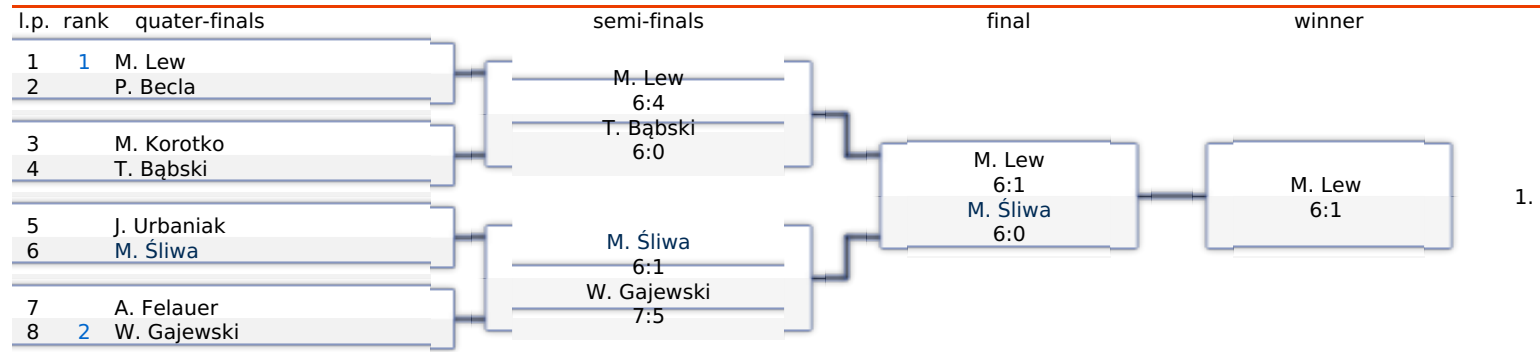 l.p. rank quater-finals semi-finals final winner
1 1 M. Lew
2 P. Becla
3 M. Korotko
4 T. Bąbski
5 J. Urbaniak
6 M. Śliwa
7 A. Felauer
8 2 W. Gajewski
M. Lew
6:4
T. Bąbski
6:0
M. Śliwa
6:1
W. Gajewski
7:5
M. Lew
6:1
M. Śliwa
6:0
M. Lew
6:1
1.